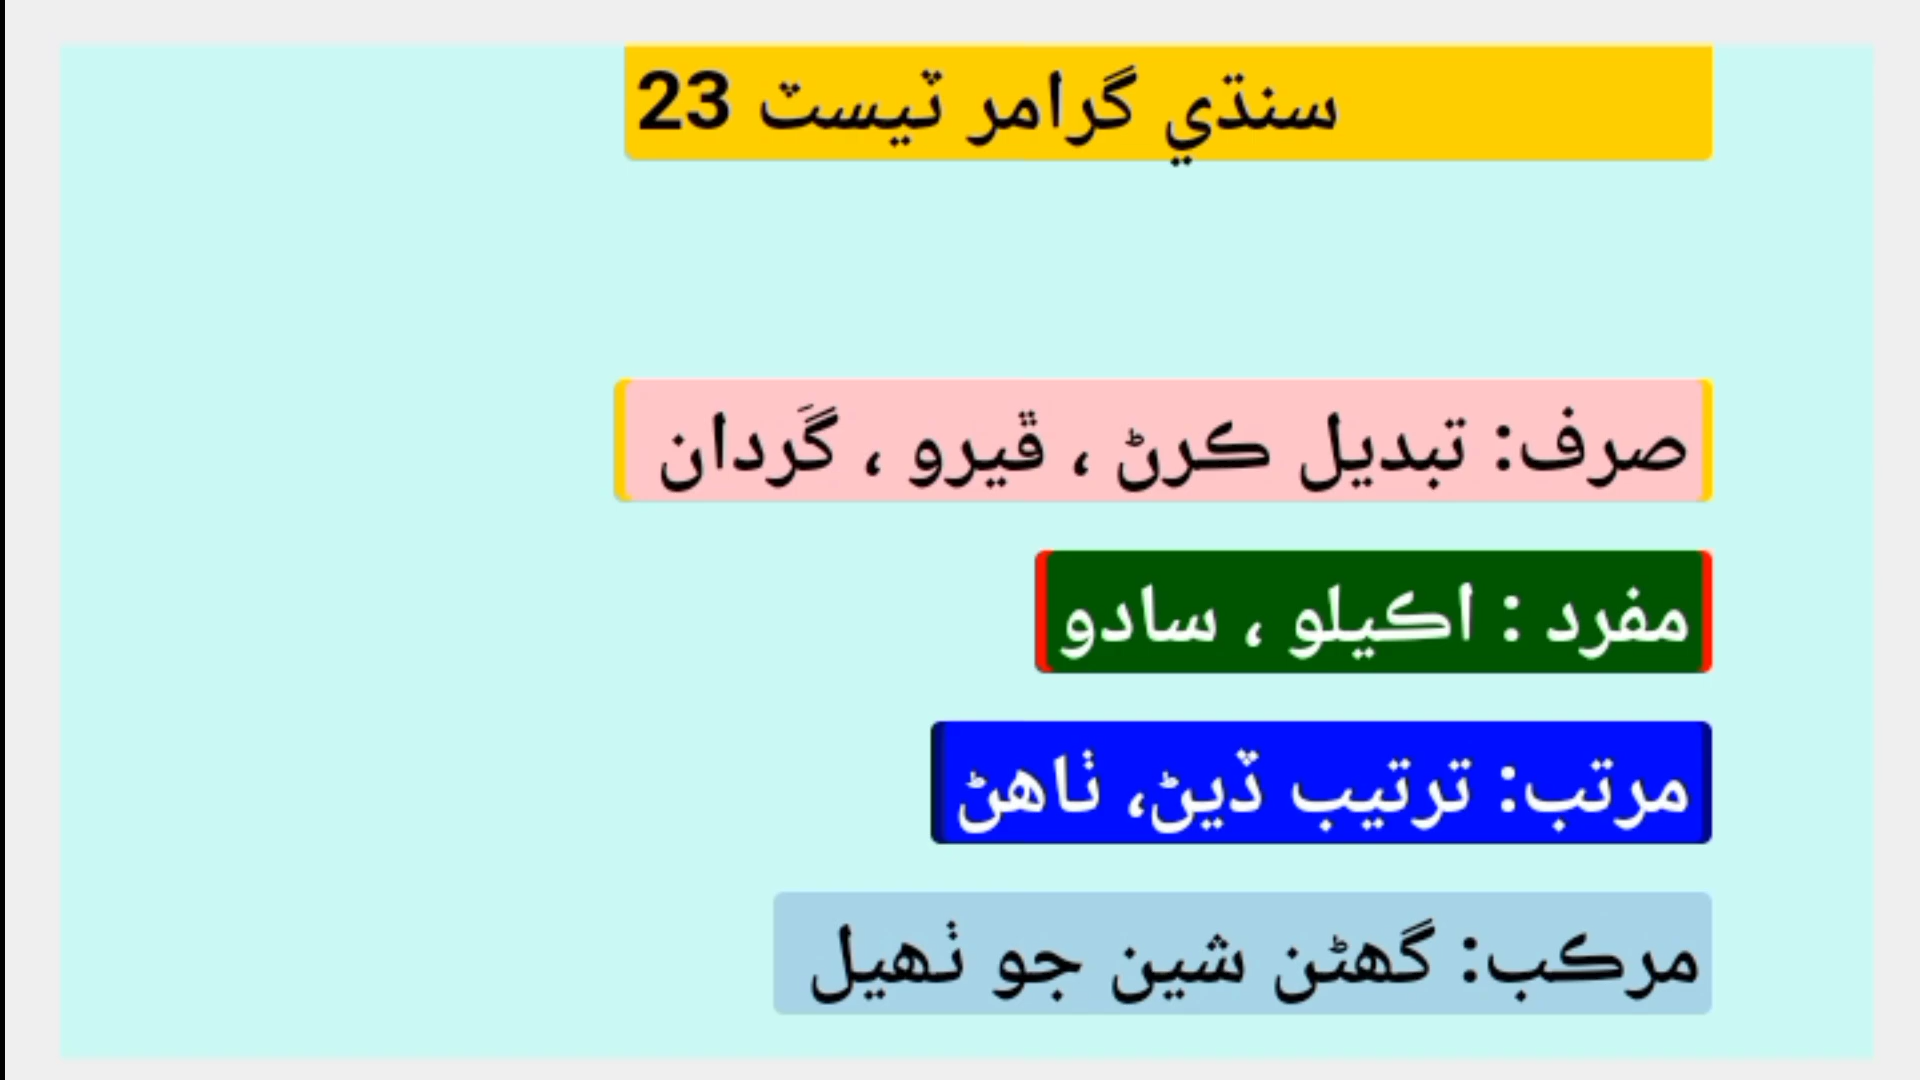 سنڌي گرامر ٽيسٽ 23
صرف: تبديل ڪرڻ ، ڦيرو ، گَردان
مفرد : اڪيلو ، سادو
مرتب: ترتيب ڏيڻ، ٺاهڻ
مرڪب: گهڻن شين جو ٺهيل